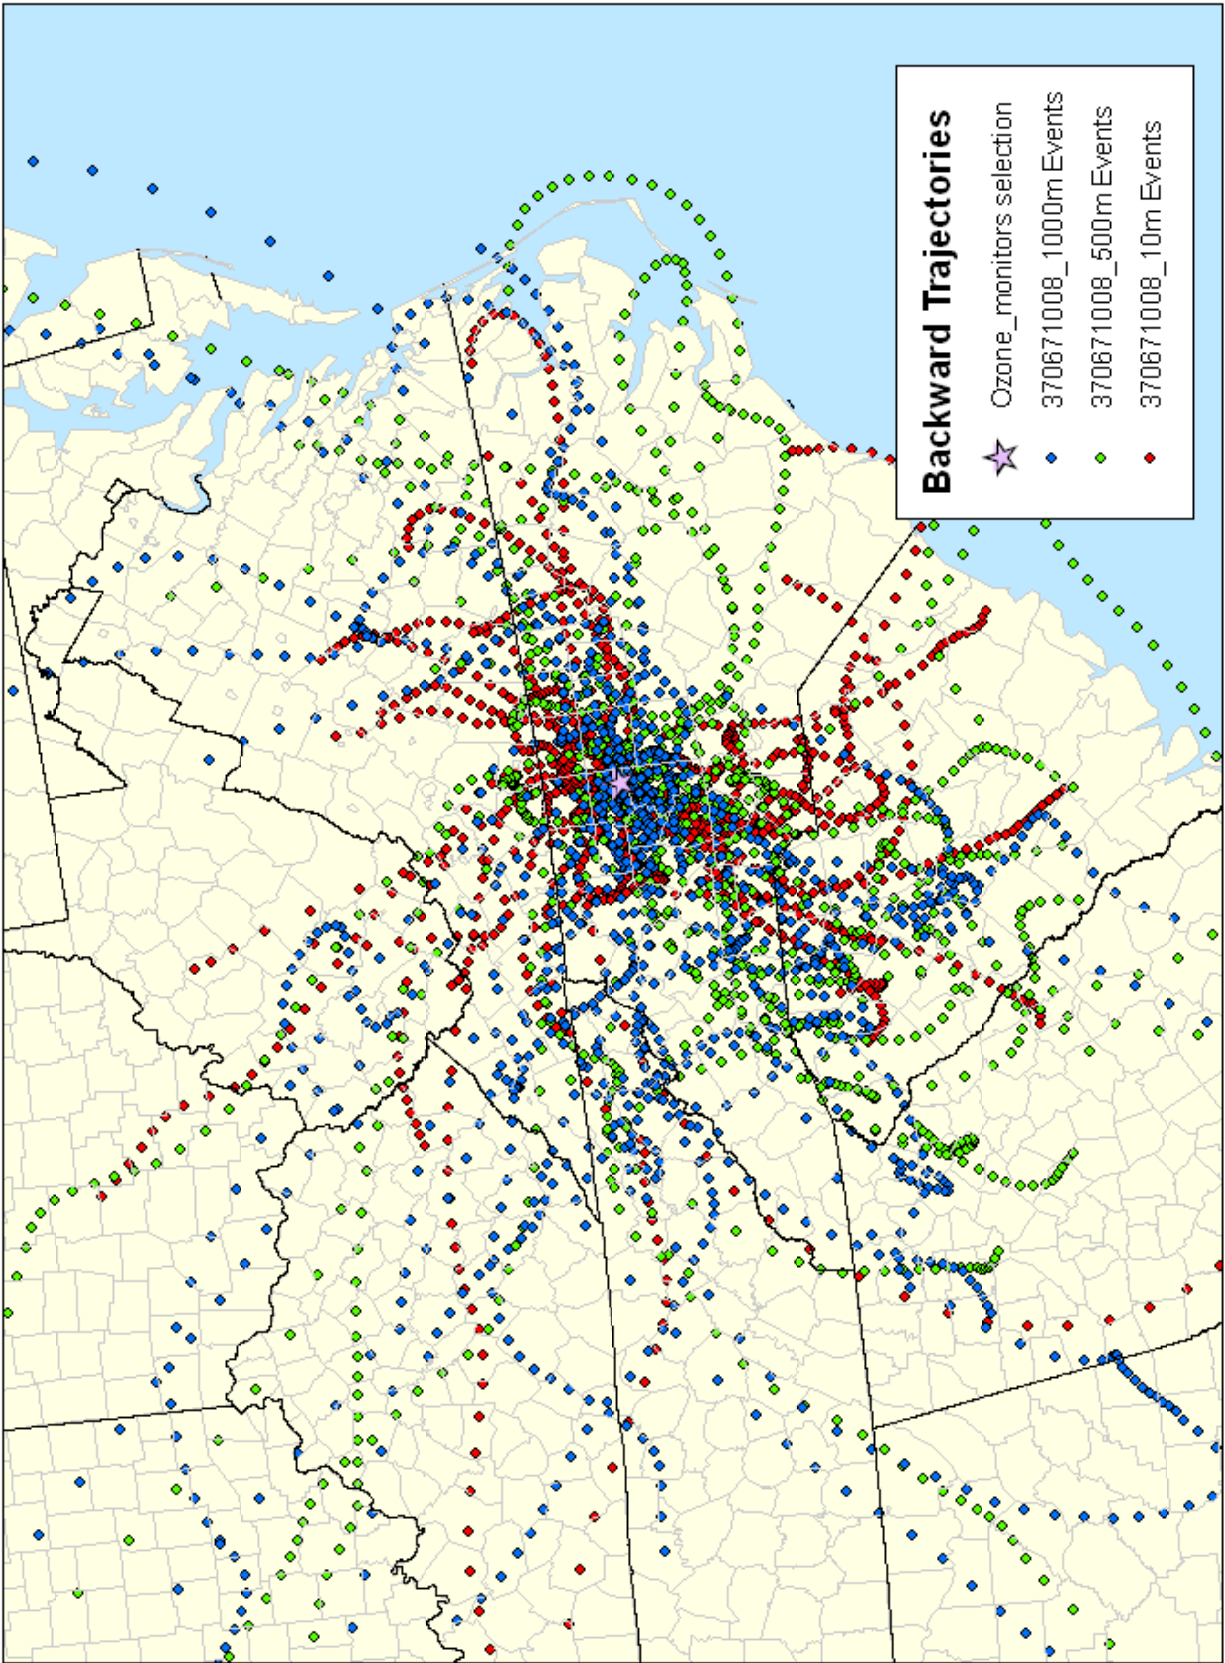 Backward Trajectories
Ozone_monitors selection
370671008_1000m Events
370671008_500m Events
370671008_10m Events